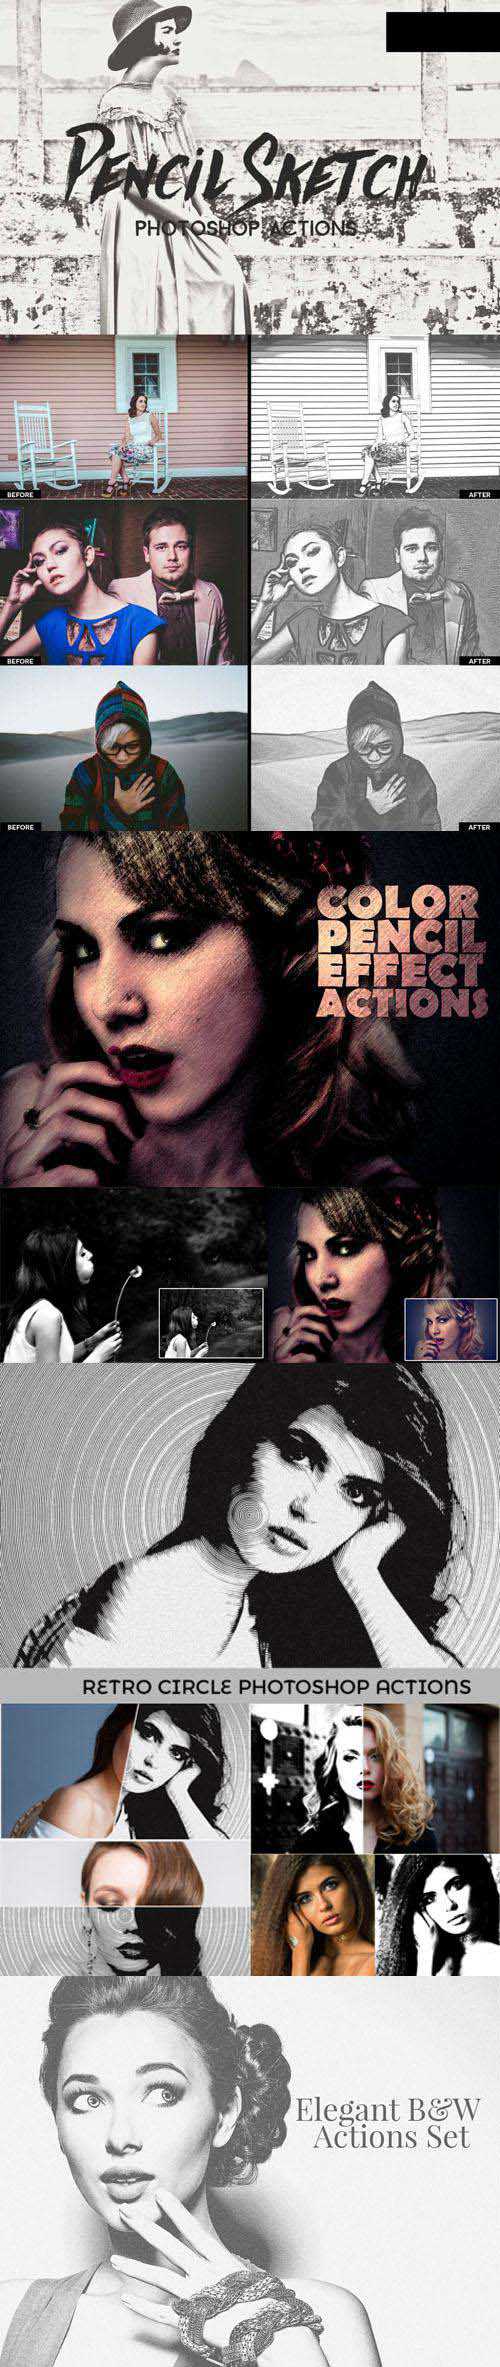 PENCIL SKETCH
PHOTOSHOP ACTIONS
BEFORE
AFTER
BEFORE
AFTER
BEFORE
AFTER
COLOR
PENCIL
EFFECT
ACTIONS
RETRO CIRCLE PHOTOSHOP ACTIONS
Elegant B&W
Actions Set